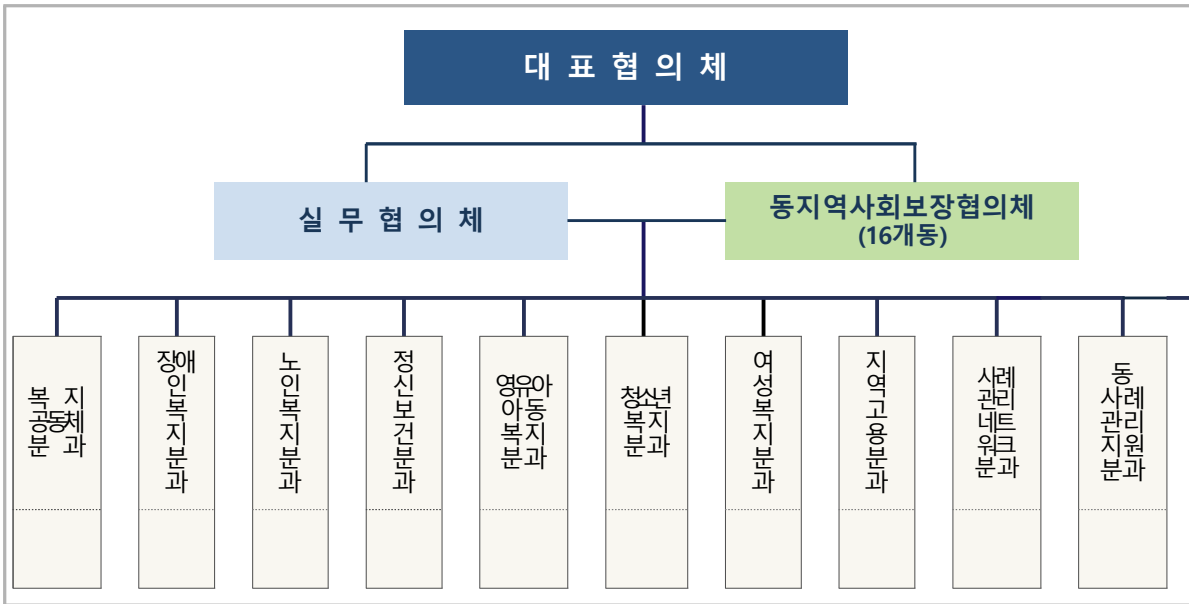 대 표 협 의 체
실 무 협 의 체
동지역사회보장협의체
(16개동)
복지
공동체
분과
장애
인복지분과
노인복지분과
정신보건분과
영유아
아동
복지
분과
청소년
복지
분과
여성복지분과
지역고용분과
사례
관리
네트
워크
분과
동
사례
관리
지원
분과